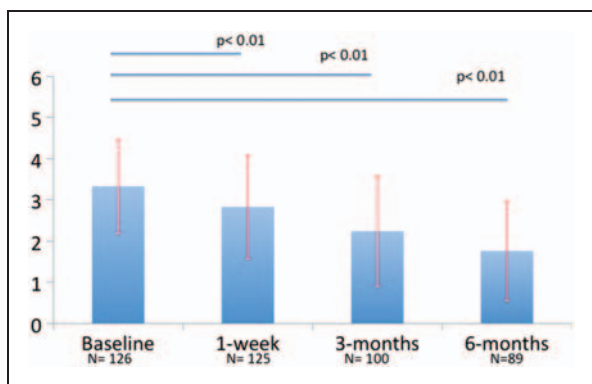 p< 0.01
p< 0.01
p< 0.01
6
5
4
3
2
1
0
Baseline 1-week 3-months 6-months
N= 126 N= 125 N= 100 N=89